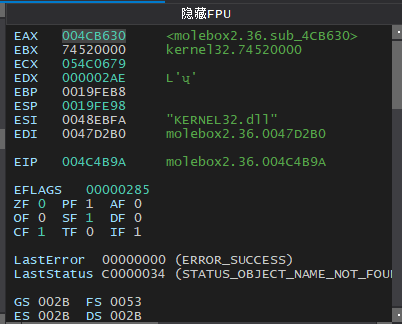 隐藏FPU
EAX 004CB630 <molebox2.36.sub_4CB630>
EBX 74520000 kernel32.74520000
ECX 054C0679
EDX 000002AE L'ʮ'
EBP 0019FEB8
ESP 0019FE98
ESI 0048EBFA "KERNEL32.dll"
EDI 0047D2B0 molebox2.36.0047D2B0
EIP 004C4B9A molebox2.36.004C4B9A
EFLAGS 00000285
ZF 0 PF 1 AF 0
OF 0 SF 1 DF 0
CF 1 TF 0 IF 1
LastError 00000000 (ERROR_SUCCESS)
LastStatus C0000034 (STATUS_OBJECT_NAME_NOT_FOU
GS 002B FS 0053
ES 002B DS 002B